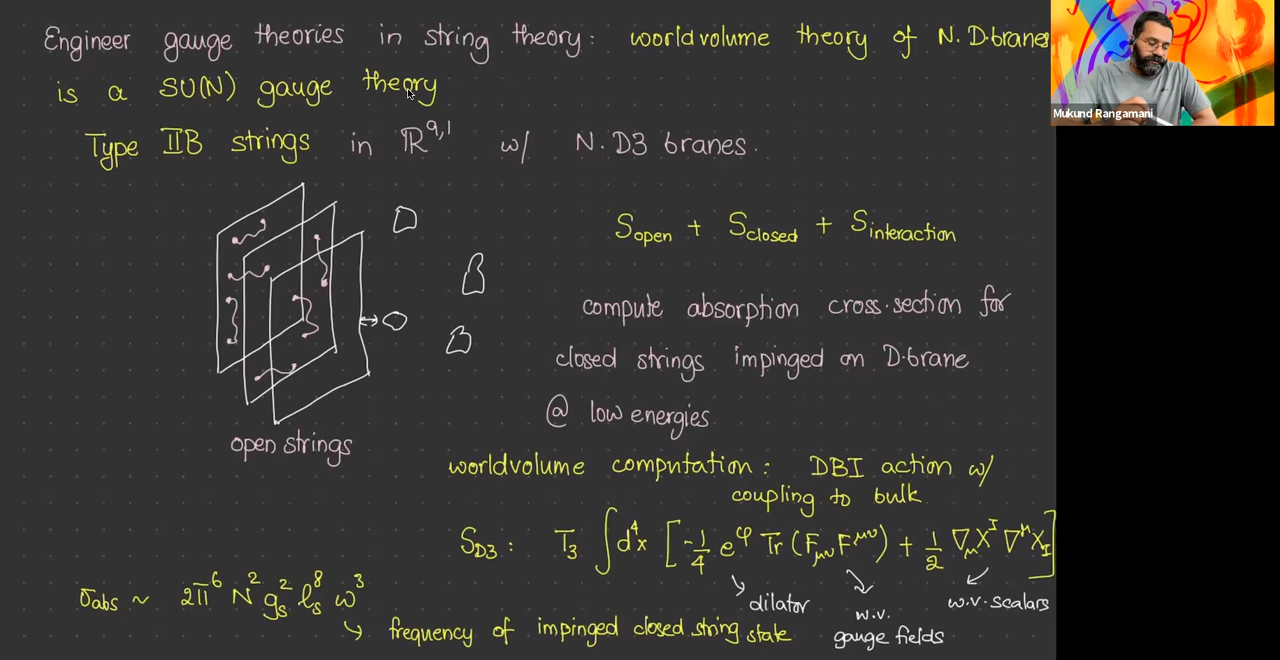 Engineer gauge theories in string theory: worldvolume theory of N. D-branes
is a SU(N) gauge theory
Type IIB strings in ℝ^{9,1} w/ N. D3 branes.
S_open + S_closed + S_interaction
compute absorption cross-section for
closed strings impinged on D-brane
@ low energies
open strings
worldvolume computation: DBI action w/
coupling to bulk
S_D3 : T_3 ∫ d^4x [ -1/4 e^φ Tr (F_μν F^μν) + 1/2 ∇_μ X^I ∇^μ X_I ]
dilaton
w.v. gauge fields
w.v. scalars
σ_abs ~ 2π^6 N^2 g_s^2 l_s^8 ω^3
frequency of impinged closed string state
Mukund Rangamani